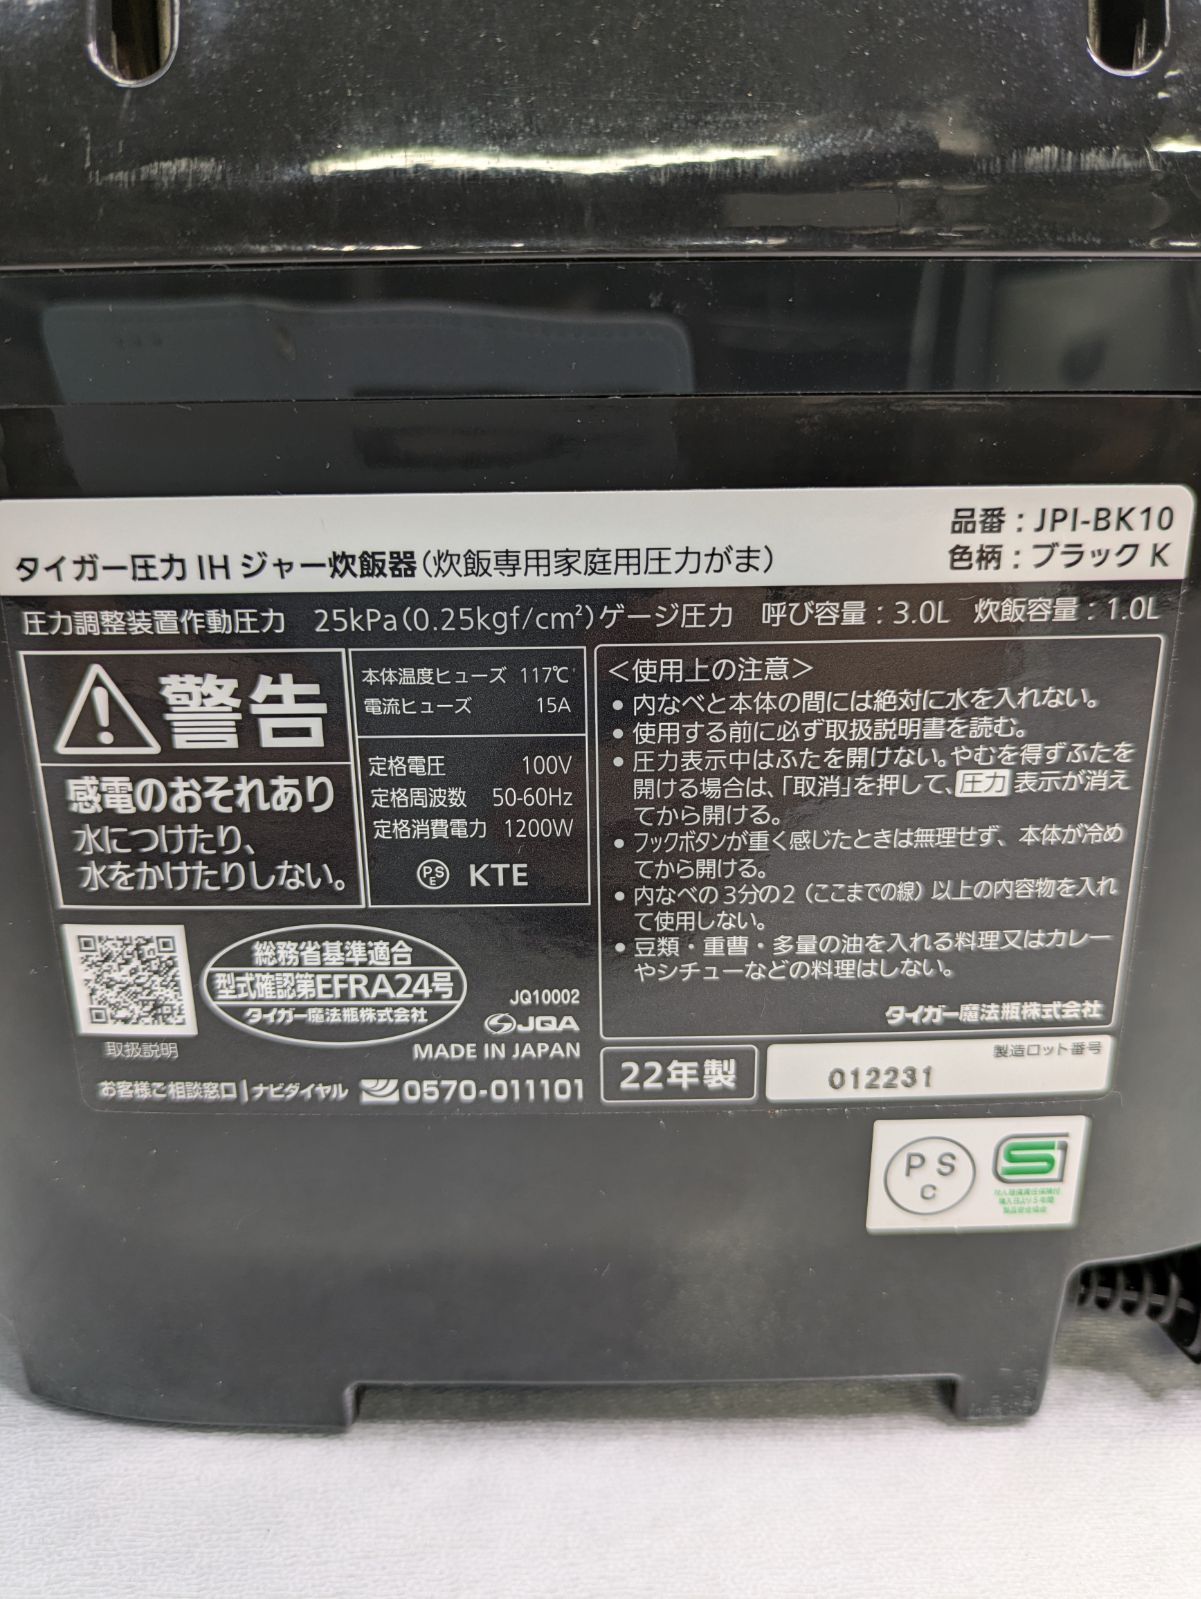 品番：JPI-BK10
タイガー圧力IHジャー炊飯器(炊飯専用家庭用圧力がま)
色柄：ブラック K
圧力調整装置作動圧力 25kPa(0.25kgf/cm²)ゲージ圧力 呼び容量：3.0L 炊飯容量：1.0L
警告
感電のおそれあり
水につけたり、
水をかけたりしない。
本体温度ヒューズ 117℃
電流ヒューズ 15A
定格電圧 100V
定格周波数 50-60Hz
定格消費電力 1200W
PSE KTE
＜使用上の注意＞
● 内なべと本体の間には絶対に水を入れない。
● 使用する前に必ず取扱説明書を読む。
● 圧力表示中はふたを開けない。やむを得ずふたを
開ける場合は、「取消」を押して、圧力 表示が消え
てから開ける。
● フックボタンが重く感じたときは無理せず、本体が冷め
てから開ける。
● 内なべの3分の2（ここまでの線）以上の内容物を入れ
て使用しない。
● 豆類・重曹・多量の油を入れる料理又はカレー
やシチューなどの料理はしない。
タイガー魔法瓶株式会社
取扱説明
総務省基準適合
型式確認第EFRA24号
タイガー魔法瓶株式会社
JQ10002
JQA
MADE IN JAPAN
お客様ご相談窓口 | ナビダイヤル 0570-011101
22年製
製造ロット番号
012231
PS
C
S